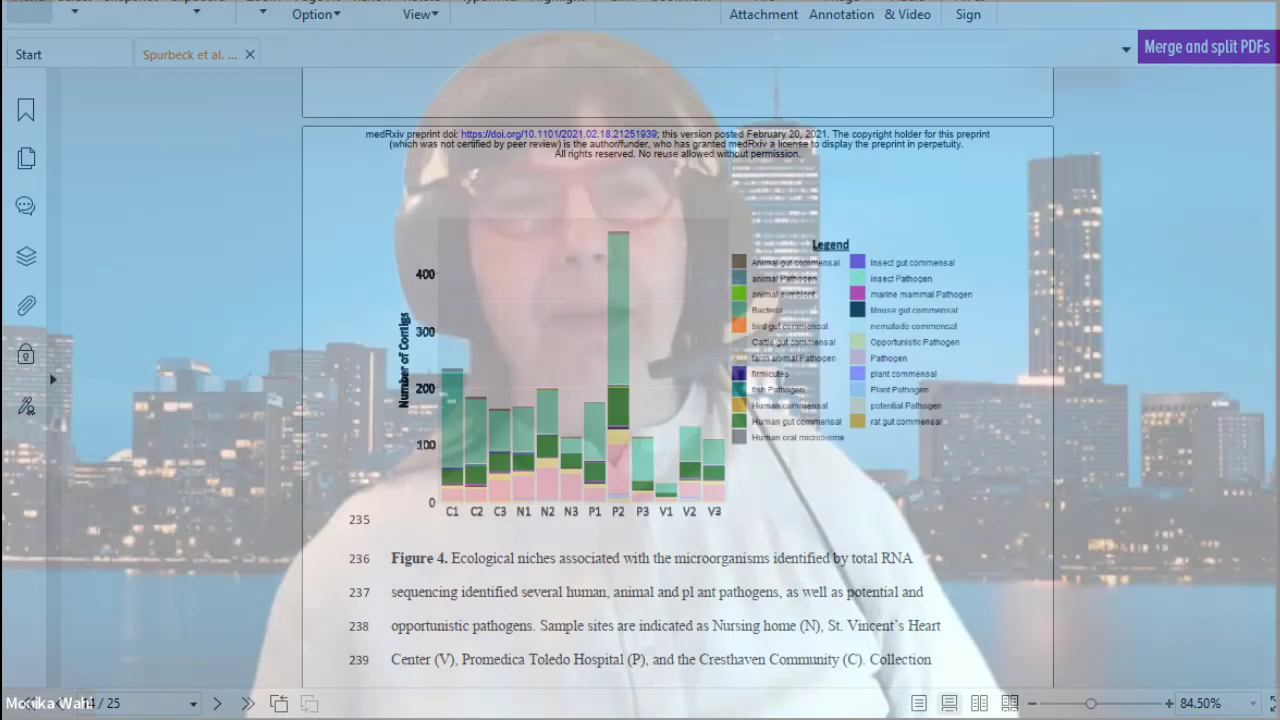 Option▾ View▾ Attachment Annotation & Video Sign
Start
Spurbeck et al. ... ×
Merge and split PDFs
medRxiv preprint doi: https://doi.org/10.1101/2021.02.18.21251939; this version posted February 20, 2021. The copyright holder for this preprint
(which was not certified by peer review) is the author/funder, who has granted medRxiv a license to display the preprint in perpetuity.
All rights reserved. No reuse allowed without permission.
Number of Contigs
400
300
200
100
0
C1 C2 C3 N1 N2 N3 P1 P2 P3 V1 V2 V3
Legend
Animal gut commensal
animal Pathogen
animal symbiont
Bacteria
bird gut commensal
Cattle gut commensal
farm animal Pathogen
firmicutes
fish Pathogen
Human commensal
Human gut commensal
Human oral microbiome
Insect gut commensal
insect Pathogen
marine mammal Pathogen
Mouse gut commensal
nematode commensal
Opportunistic Pathogen
Pathogen
plant commensal
Plant Pathogen
potential Pathogen
rat gut commensal
235
236 Figure 4. Ecological niches associated with the microorganisms identified by total RNA
237 sequencing identified several human, animal and pl ant pathogens, as well as potential and
238 opportunistic pathogens. Sample sites are indicated as Nursing home (N), St. Vincent's Heart
239 Center (V), Promedica Toledo Hospital (P), and the Cresthaven Community (C). Collection
Monika Wahl
/ 25
84.50%